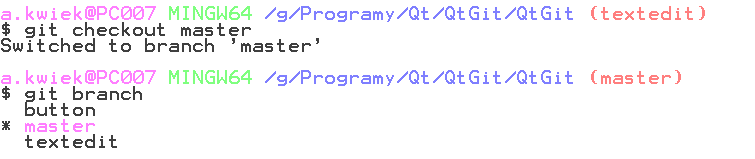 a.kwiek@PC007 MINGW64 /g/Programy/Qt/QtGit/QtGit (textedit)
$ git checkout master
Switched to branch 'master'
a.kwiek@PC007 MINGW64 /g/Programy/Qt/QtGit/QtGit (master)
$ git branch
  button
* master
  textedit